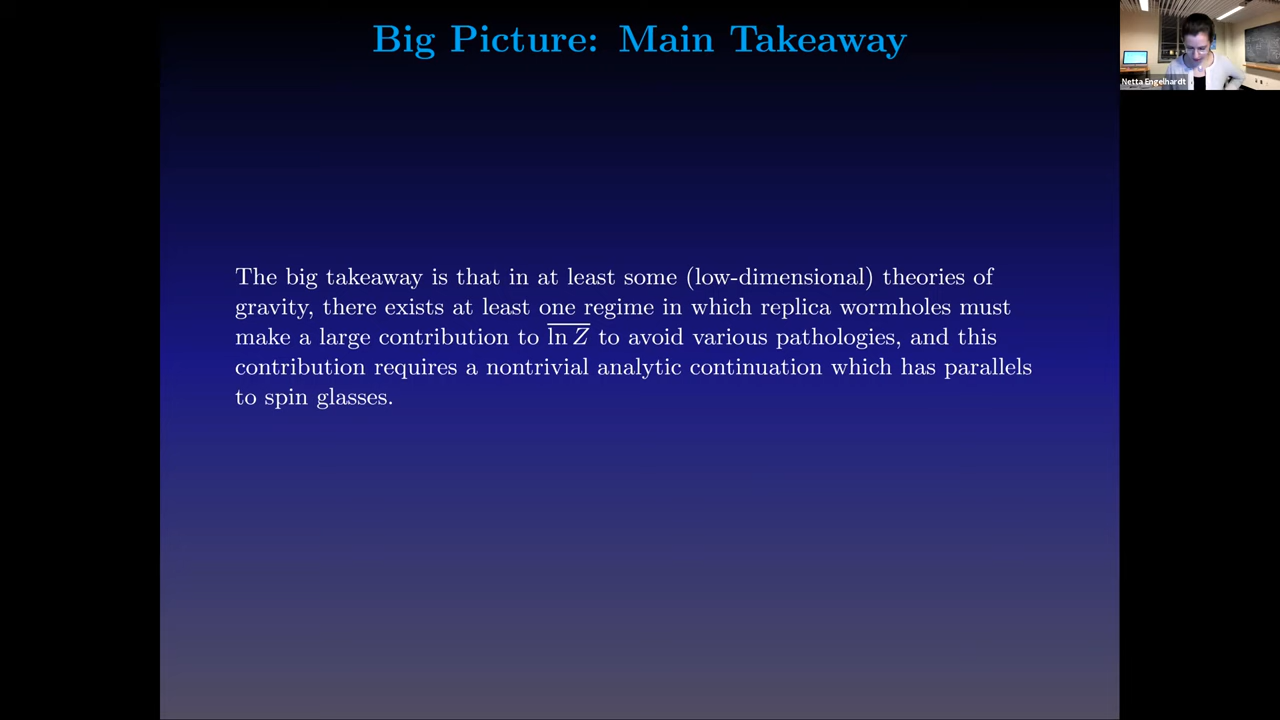 Big Picture: Main Takeaway
Netta Engelhardt
The big takeaway is that in at least some (low-dimensional) theories of
gravity, there exists at least one regime in which replica wormholes must
make a large contribution to \overline{ln Z} to avoid various pathologies, and this
contribution requires a nontrivial analytic continuation which has parallels
to spin glasses.